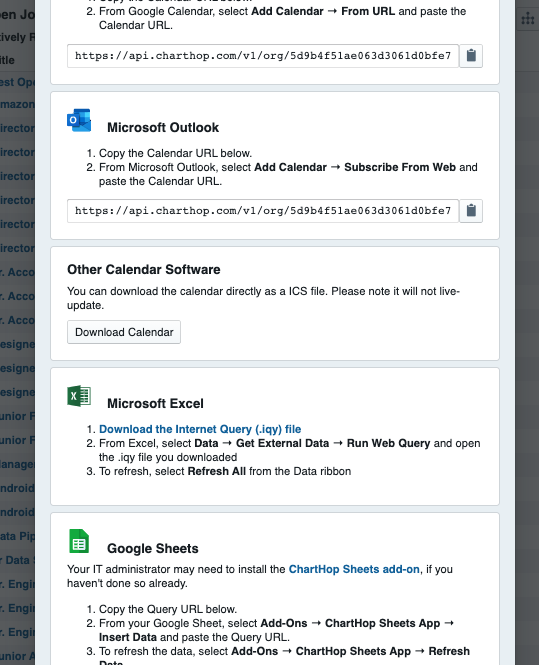 2. From Google Calendar, select Add Calendar → From URL and paste the
Calendar URL.
https://api.charthop.com/v1/org/5d9b4f51ae063d3061d0bfe7
Microsoft Outlook
1. Copy the Calendar URL below.
2. From Microsoft Outlook, select Add Calendar → Subscribe From Web and
paste the Calendar URL.
https://api.charthop.com/v1/org/5d9b4f51ae063d3061d0bfe7
Other Calendar Software
You can download the calendar directly as a ICS file. Please note it will not live-
update.
Download Calendar
Microsoft Excel
1. Download the Internet Query (.iqy) file
2. From Excel, select Data → Get External Data → Run Web Query and open
the .iqy file you downloaded
3. To refresh, select Refresh All from the Data ribbon
Google Sheets
Your IT administrator may need to install the ChartHop Sheets add-on, if you
haven't done so already.
1. Copy the Query URL below.
2. From your Google Sheet, select Add-Ons → ChartHop Sheets App →
Insert Data and paste the Query URL.
3. To refresh the data, select Add-Ons → ChartHop Sheets App → Refresh
Data